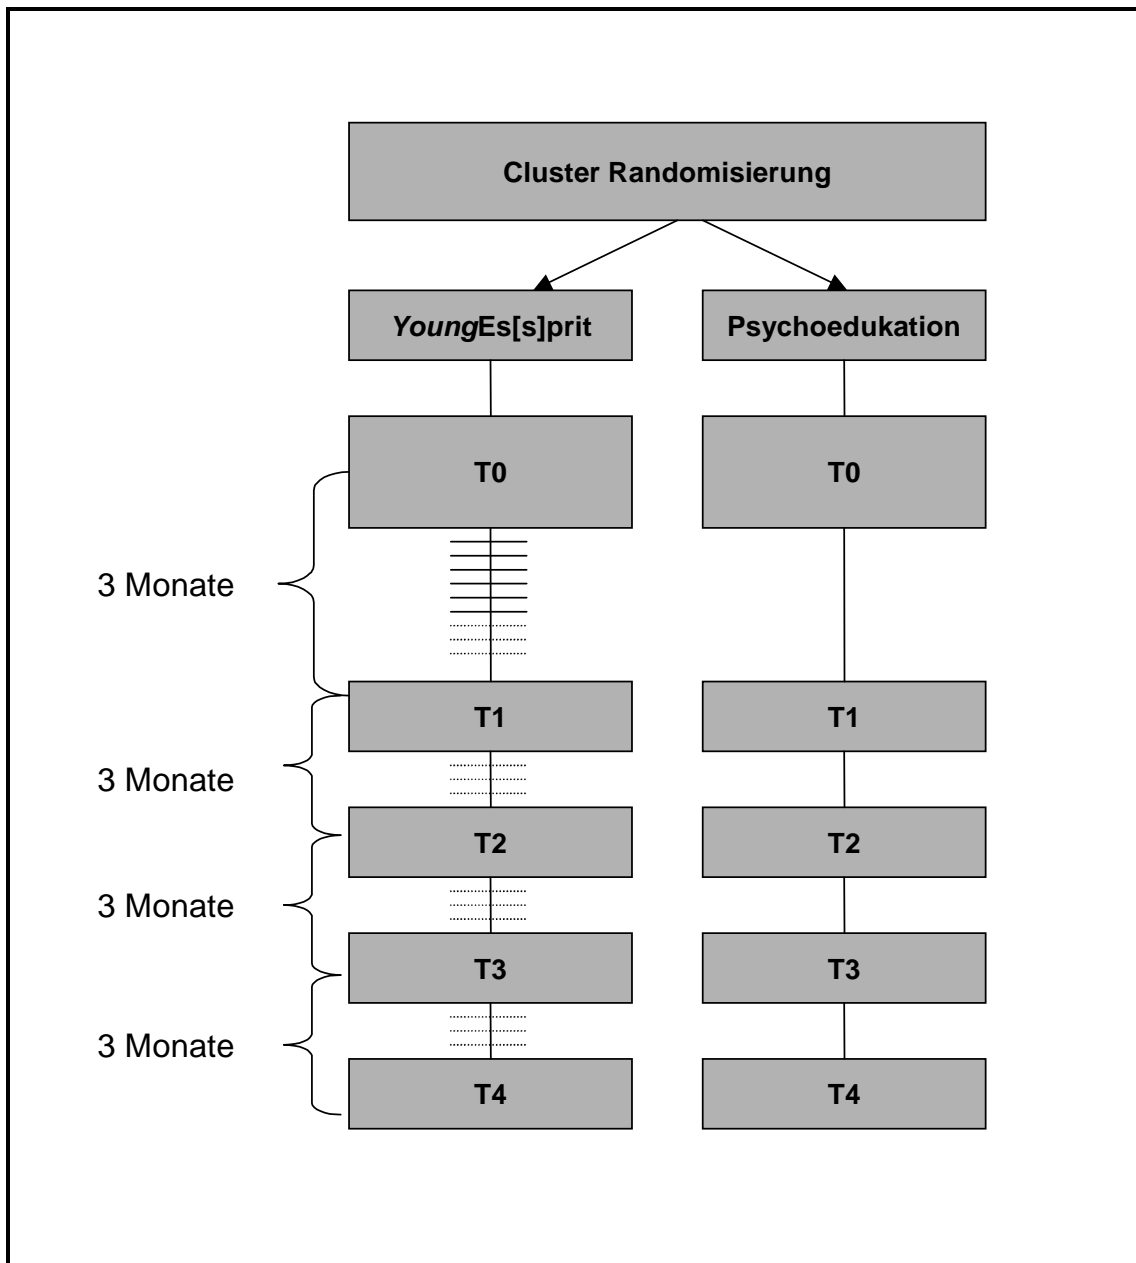 Cluster Randomisierung
YoungEs[s]prit
Psychoedukation
T0
T0
3 Monate
T1
T1
3 Monate
T2
T2
3 Monate
T3
T3
3 Monate
T4
T4